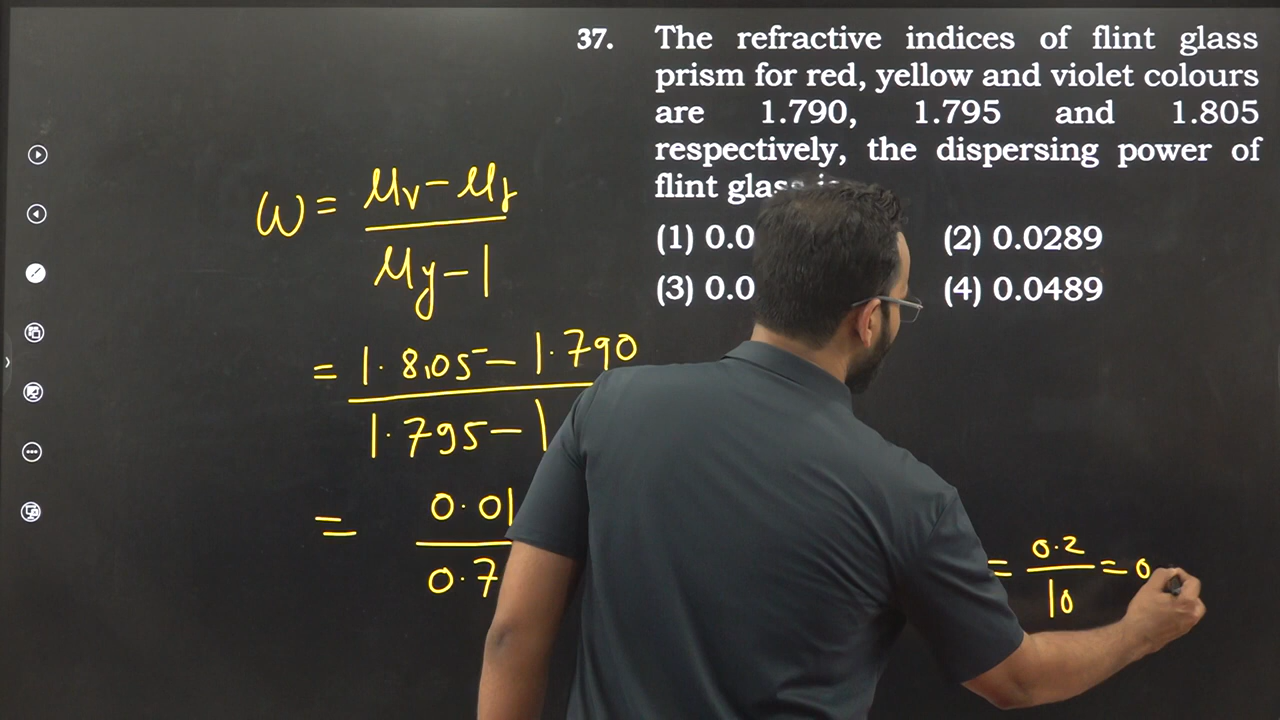 37. The refractive indices of flint glass
prism for red, yellow and violet colours
are 1.790, 1.795 and 1.805
respectively, the dispersing power of
flint glass
(1) 0.0 (2) 0.0289
(3) 0.0 (4) 0.0489
ω = μv − μr
μy − 1
= 1.805 − 1.790
1.795 − 1
= 0.01
0.7
= 0.2 = 0
10